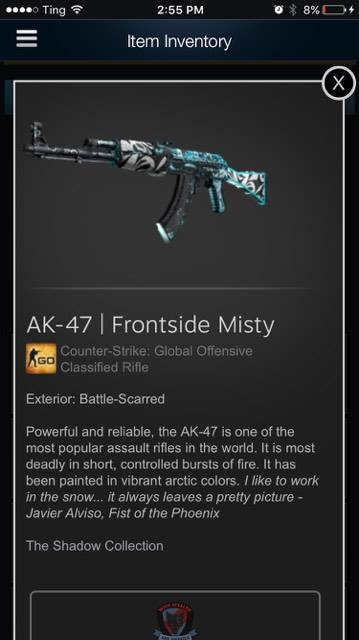 Ting 2:55 PM 8%
Item Inventory
X
AK-47 | Frontside Misty
GO
Counter-Strike: Global Offensive
Classified Rifle
Exterior: Battle-Scarred
Powerful and reliable, the AK-47 is one of the
most popular assault rifles in the world. It is most
deadly in short, controlled bursts of fire. It has
been painted in vibrant arctic colors. I like to work
in the snow... it always leaves a pretty picture -
Javier Alviso, Fist of the Phoenix
The Shadow Collection